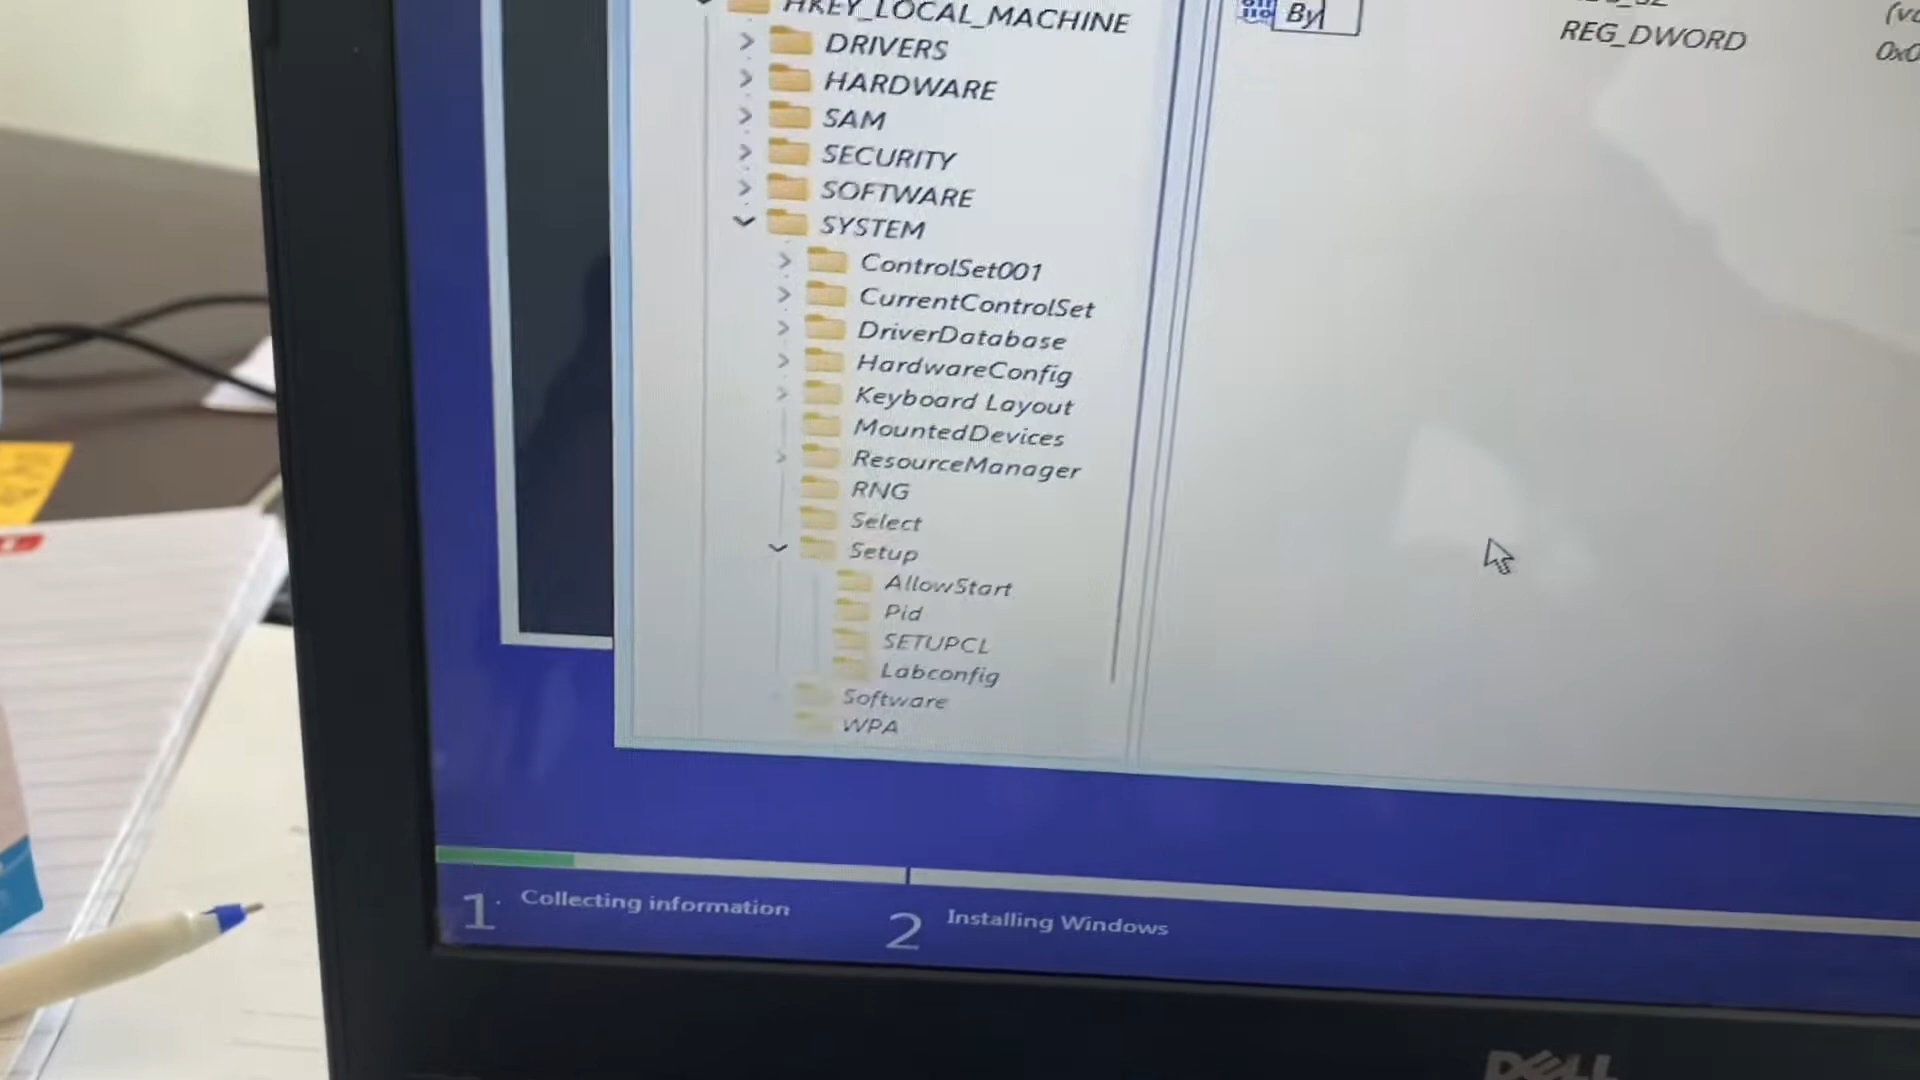 HKEY_LOCAL_MACHINE
By
DRIVERS
REG_DWORD
HARDWARE
SAM
SECURITY
SOFTWARE
SYSTEM
ControlSet001
CurrentControlSet
DriverDatabase
HardwareConfig
Keyboard Layout
MountedDevices
ResourceManager
RNG
Select
Setup
AllowStart
Pid
SETUPCL
Labconfig
Software
WPA
1 Collecting information
2 Installing Windows
DELL